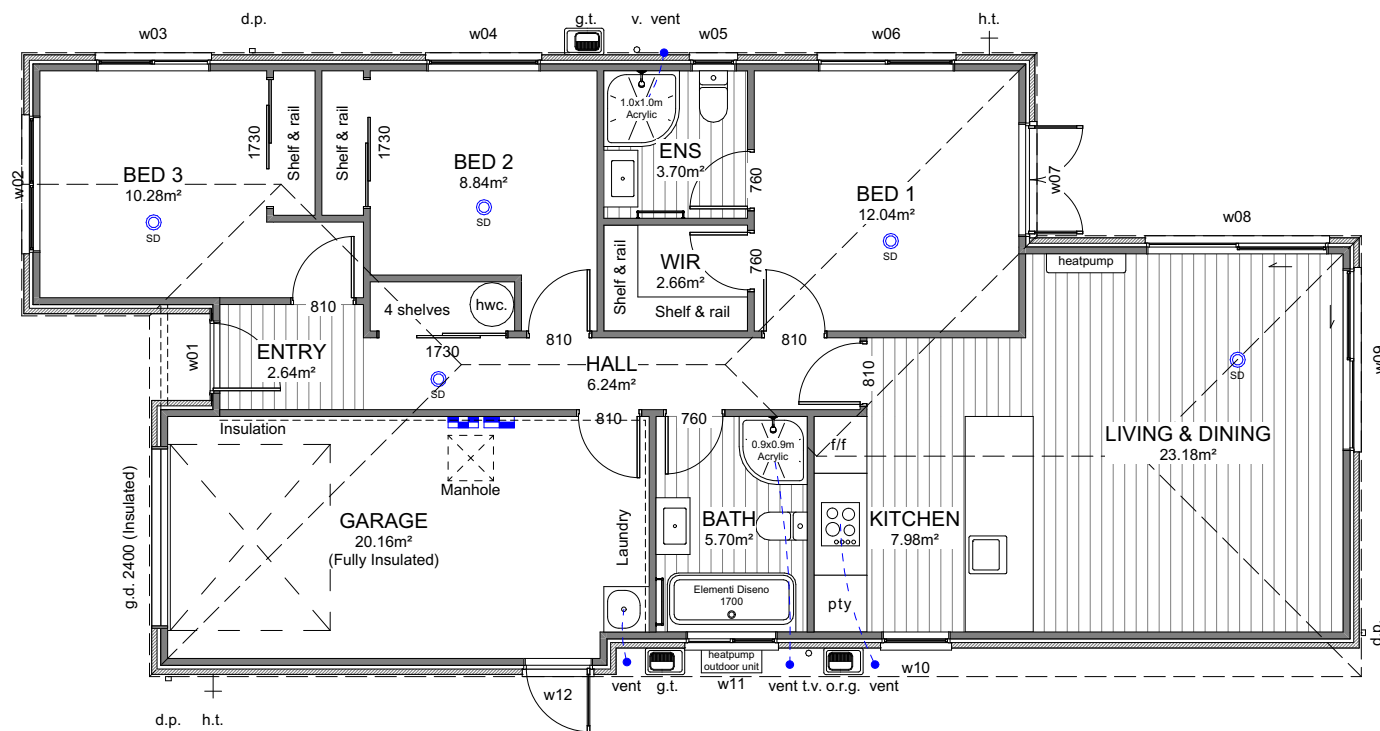 d.p.
g.t.
v.
vent
h.t.
w03
w04
w05
w06
1.0x1.0m
Acrylic
1730
Shelf & rail
Shelf & rail
1730
BED 3
10.28m²
SD
BED 2
8.84m²
SD
ENS
3.70m²
760
BED 1
12.04m²
SD
w02
w07
w08
heatpump
WIR
2.66m²
760
Shelf & rail
Shelf & rail
4 shelves
hwc.
810
1730
810
810
w01
ENTRY
2.64m²
SD
HALL
6.24m²
810
SD
w09
Insulation
810
760
0.9x0.9m
Acrylic
f/f
LIVING & DINING
23.18m²
Manhole
g.d. 2400 (Insulated)
GARAGE
20.16m²
(Fully Insulated)
Laundry
BATH
5.70m²
KITCHEN
7.98m²
Elementi Diseno
1700
pty
d.p.
heatpump
outdoor unit
w10
w12
vent
g.t.
w11
vent
t.v.
o.r.g.
vent
d.p.
h.t.